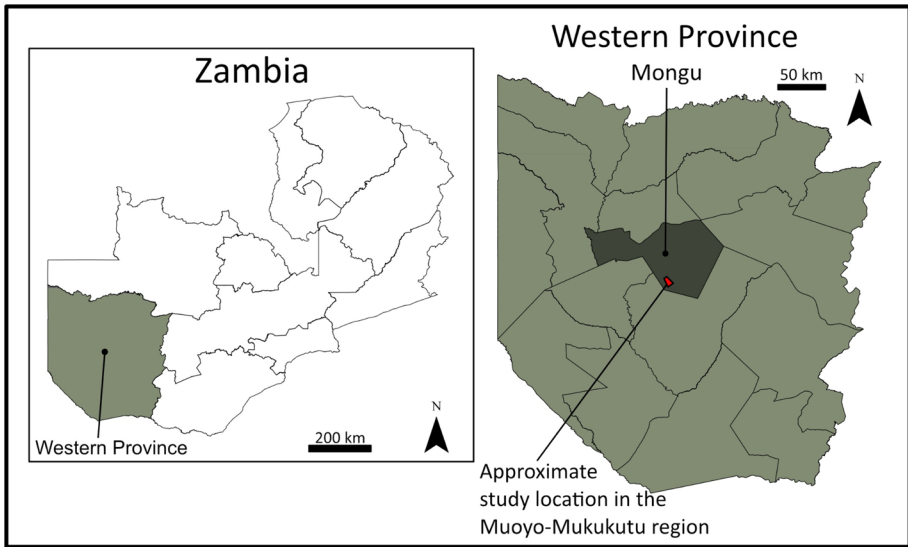 Zambia
Western Province
N
200 km
Western Province
Mongu
50 km
N
Approximate
study location in the
Muoyo-Mukukutu region